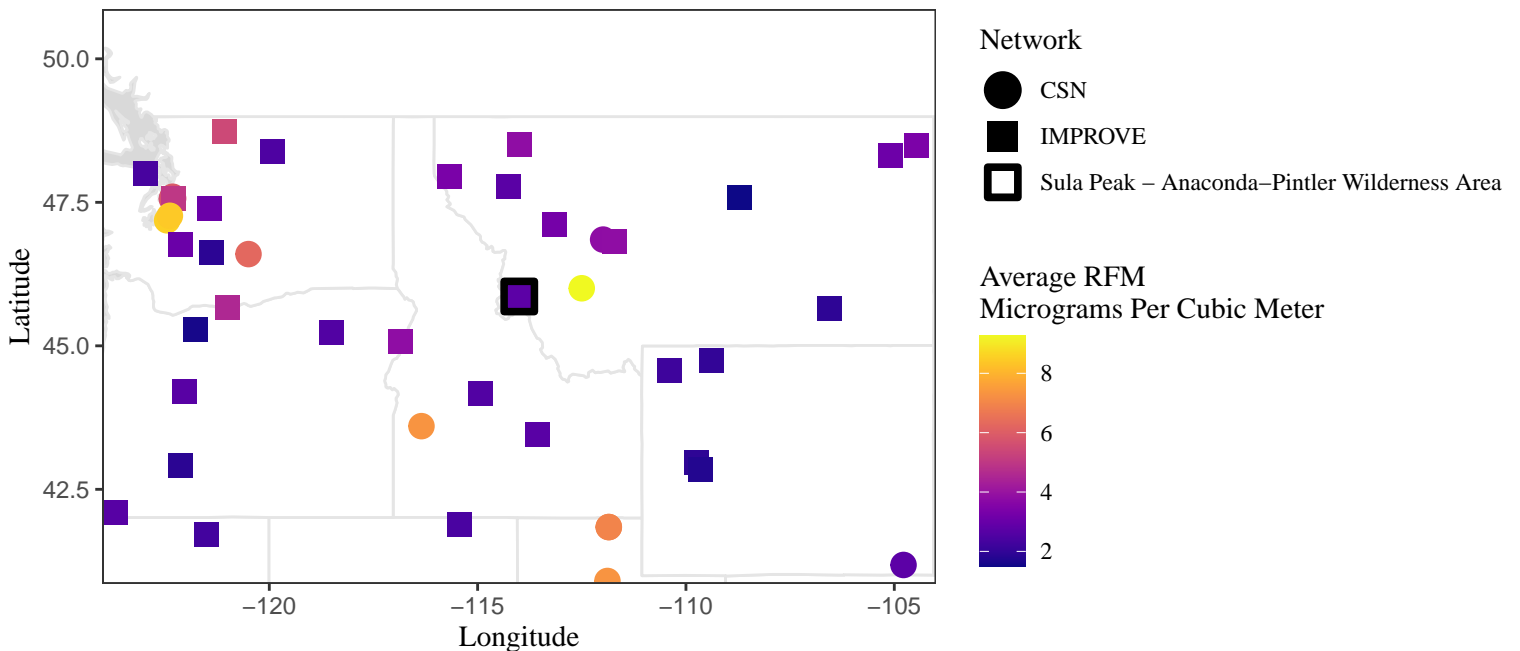 50.0
47.5
45.0
42.5
Latitude
−120
−115
−110
−105
Longitude
Network
CSN
IMPROVE
Sula Peak − Anaconda−Pintler Wilderness Area
Average RFM
Micrograms Per Cubic Meter
8
6
4
2